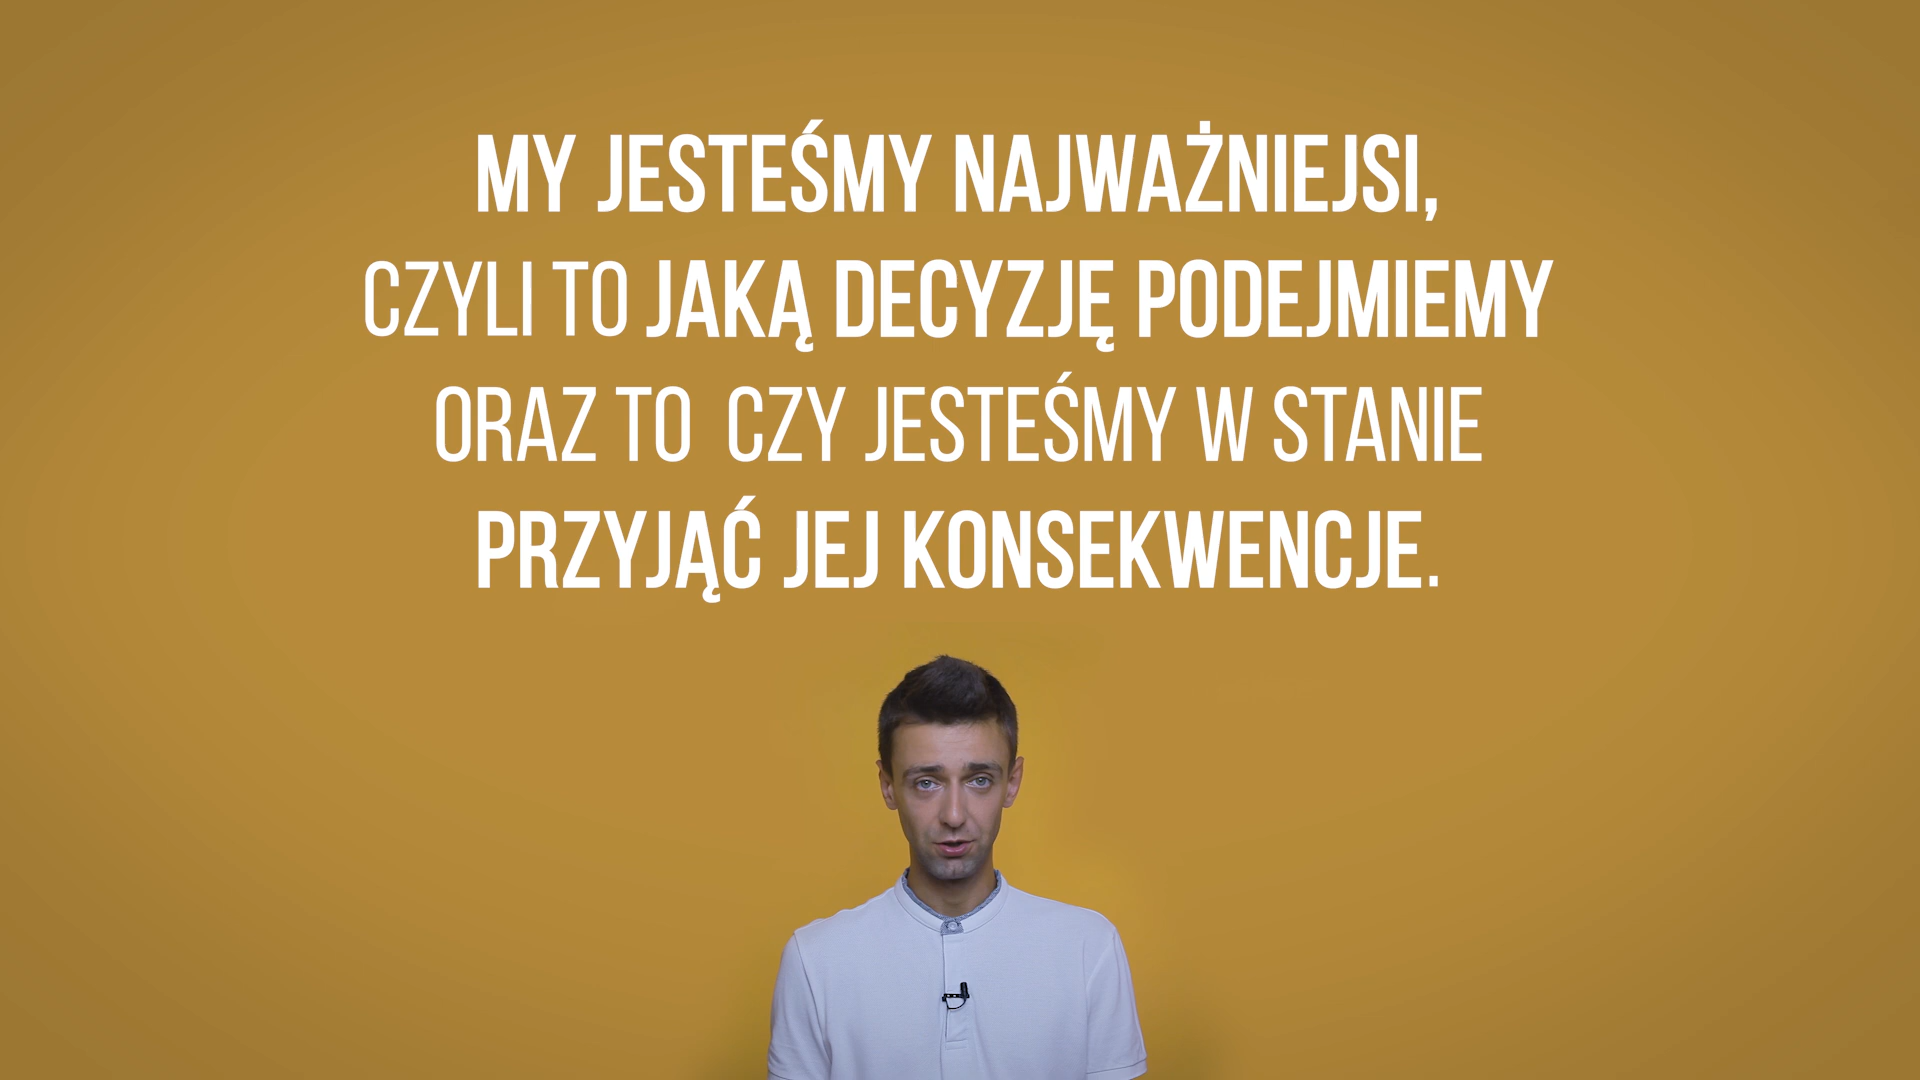 MY JESTEŚMY NAJWAŻNIEJSI,
CZYLI TO JAKĄ DECYZJĘ PODEJMIEMY
ORAZ TO CZY JESTEŚMY W STANIE
PRZYJĄĆ JEJ KONSEKWENCJE.